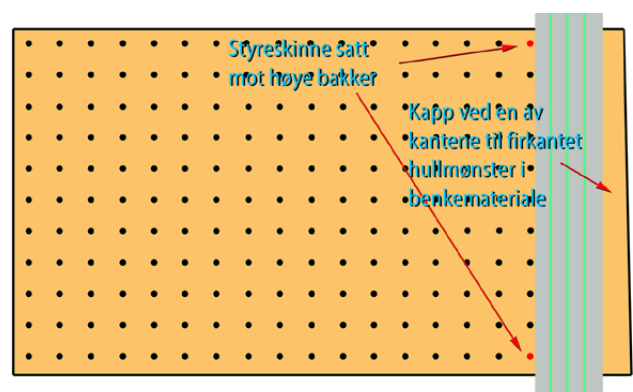 Styreskinne satt
mot høye bakker
Kapp ved en av
kantene til firkantet
hullmønster i
benkemateriale